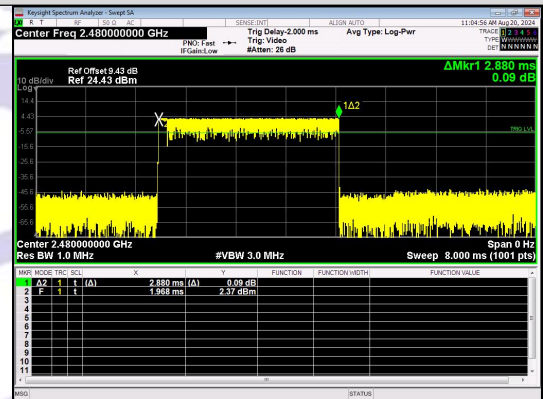 Keysight Spectrum Analyzer - Swept SA
R T RF 50 Ω AC SENSE:INT ALIGN AUTO 11:04:56 AM Aug 20, 2024
Center Freq 2.480000000 GHz
PNO: Fast
IFGain:Low
Trig Delay-2.000 ms
Trig: Video
#Atten: 26 dB
Avg Type: Log-Pwr
TRACE 1 2 3 4 5 6
TYPE WWWWWWW
DET N N N N N N
ΔMkr1 2.880 ms
0.09 dB
Ref Offset 9.43 dB
10 dB/div Ref 24.43 dBm
Log
14.4
4.43
-5.57
-15.6
-25.6
-35.6
-45.6
-55.6
-65.6
1Δ2
TRIG LVL
Center 2.480000000 GHz Span 0 Hz
Res BW 1.0 MHz #VBW 3.0 MHz Sweep 8.000 ms (1001 pts)
MKR MODE TRC SCL X Y FUNCTION FUNCTION WIDTH FUNCTION VALUE
1 Δ2 1 t (Δ) 2.880 ms (Δ) 0.09 dB
2 F 1 t 1.968 ms 2.37 dBm
3
4
5
6
7
8
9
10
11
MSG STATUS